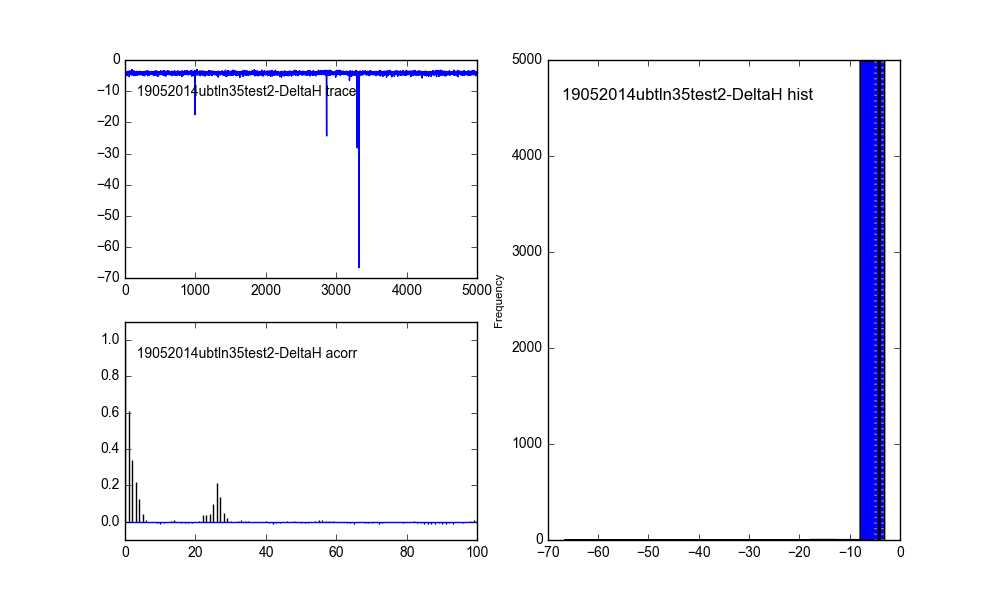 0
−10
−20
−30
−40
−50
−60
−70
19052014ubtln35test2-DeltaH trace
0 1000 2000 3000 4000 5000
1.0
0.8
0.6
0.4
0.2
0.0
19052014ubtln35test2-DeltaH acorr
0 20 40 60 80 100
Frequency
5000
4000
3000
2000
1000
0
19052014ubtln35test2-DeltaH hist
−70 −60 −50 −40 −30 −20 −10 0